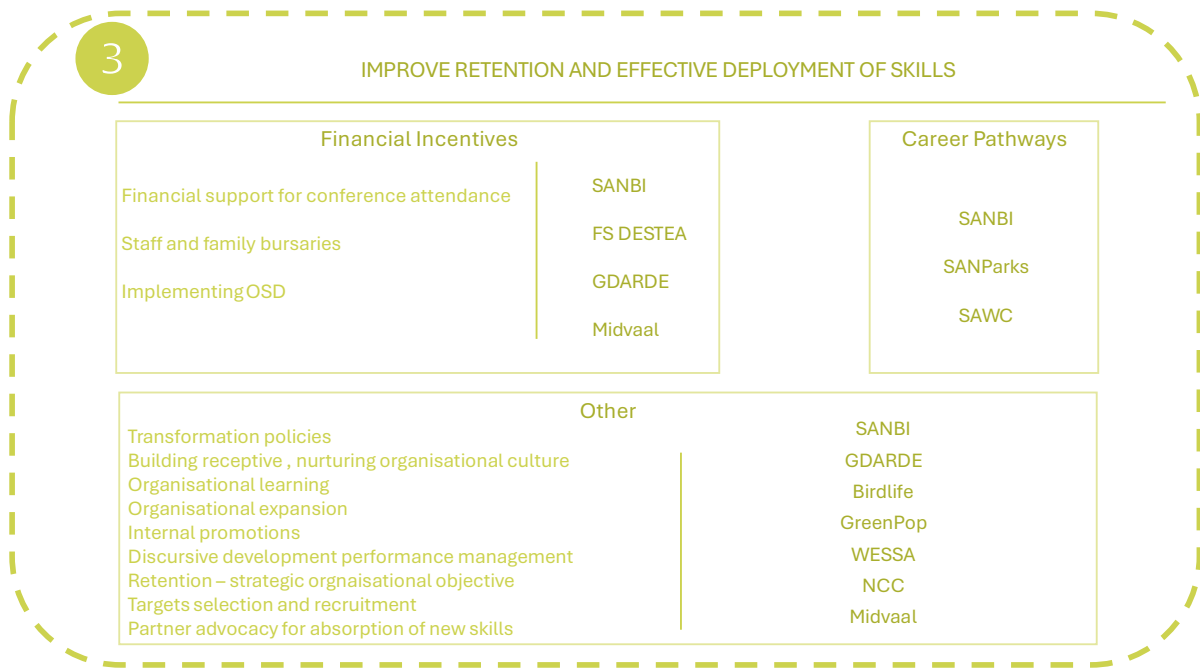 3
IMPROVE RETENTION AND EFFECTIVE DEPLOYMENT OF SKILLS
Financial Incentives
Financial support for conference attendance
Staff and family bursaries
Implementing OSD
SANBI
FS DESTEA
GDARDE
Midvaal
Career Pathways
SANBI
SANParks
SAWC
Other
Transformation policies
Building receptive , nurturing organisational culture
Organisational learning
Organisational expansion
Internal promotions
Discursive development performance management
Retention – strategic orgnaisational objective
Targets selection and recruitment
Partner advocacy for absorption of new skills
SANBI
GDARDE
Birdlife
GreenPop
WESSA
NCC
Midvaal